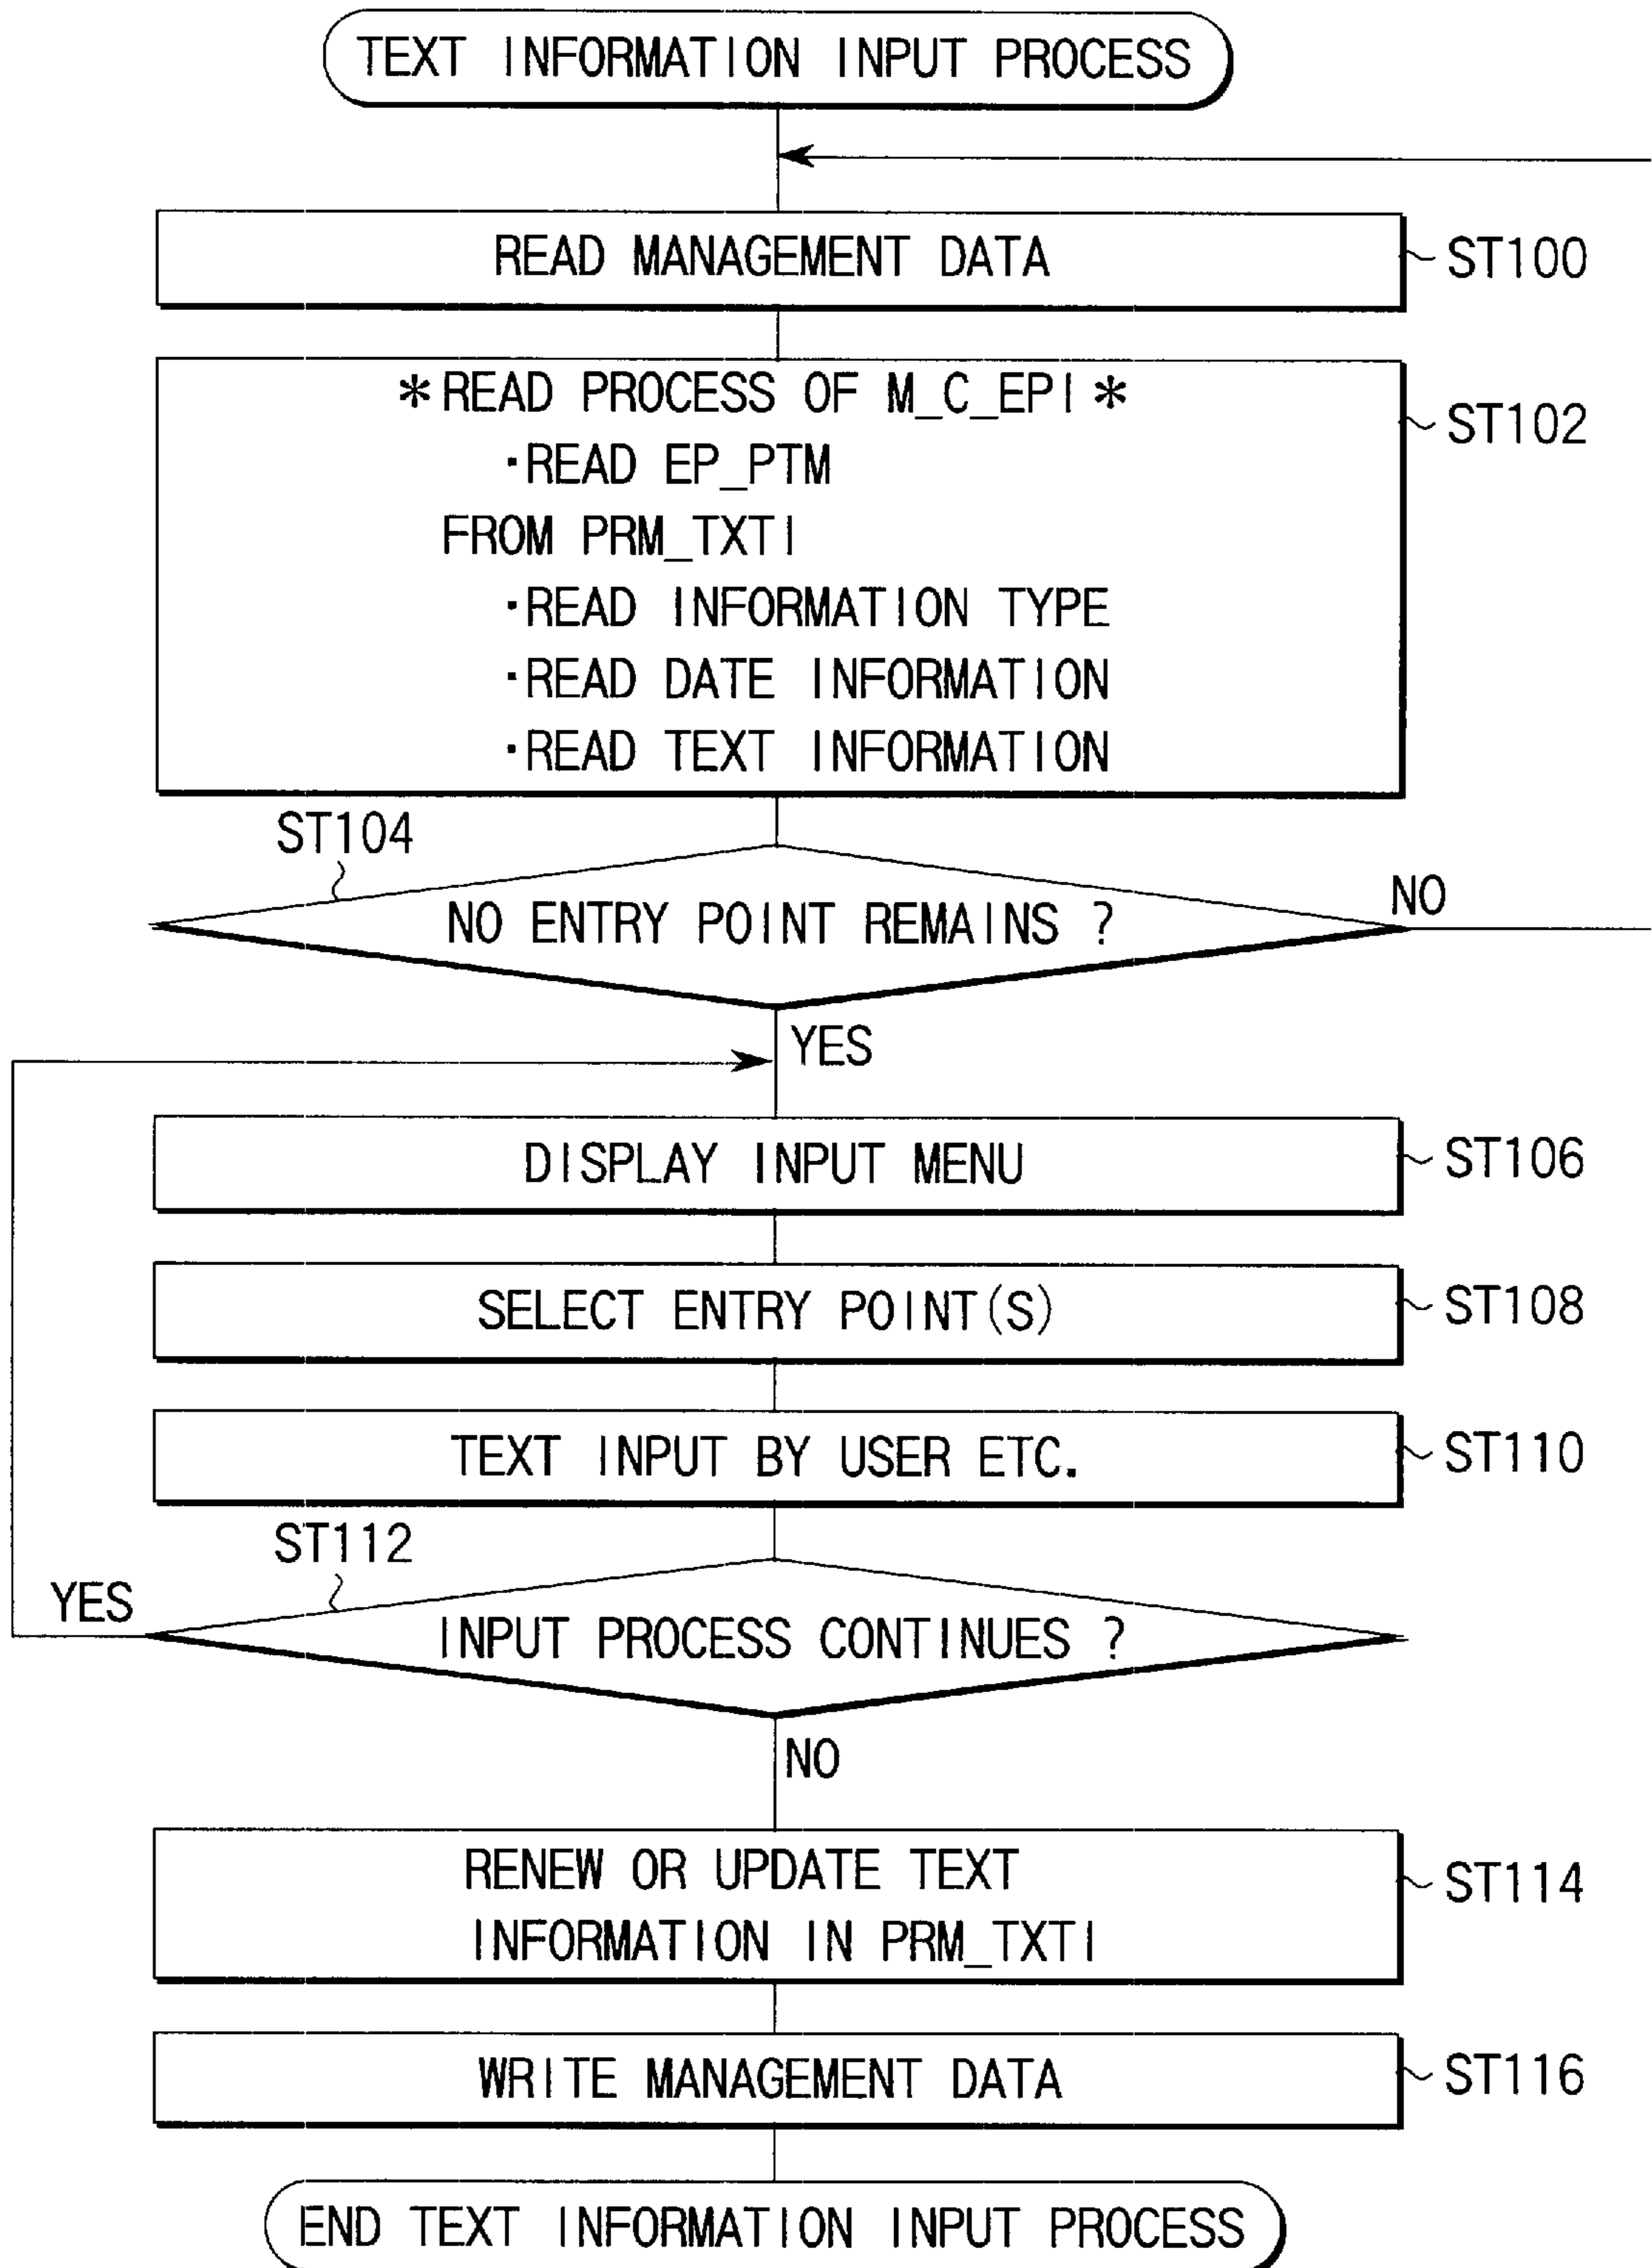 TEXT INFORMATION INPUT PROCESS
READ MANAGEMENT DATA
ST100
*READ PROCESS OF M_C_EPI*
ST102
·READ EP_PTM
FROM PRM_TXTI
·READ INFORMATION TYPE
·READ DATE INFORMATION
·READ TEXT INFORMATION
ST104
NO
NO ENTRY POINT REMAINS ?
YES
DISPLAY INPUT MENU
ST106
SELECT ENTRY POINT(S)
ST108
TEXT INPUT BY USER ETC.
ST110
ST112
YES
INPUT PROCESS CONTINUES ?
NO
RENEW OR UPDATE TEXT
ST114
INFORMATION IN PRM_TXTI
WRITE MANAGEMENT DATA
ST116
END TEXT INFORMATION INPUT PROCESS